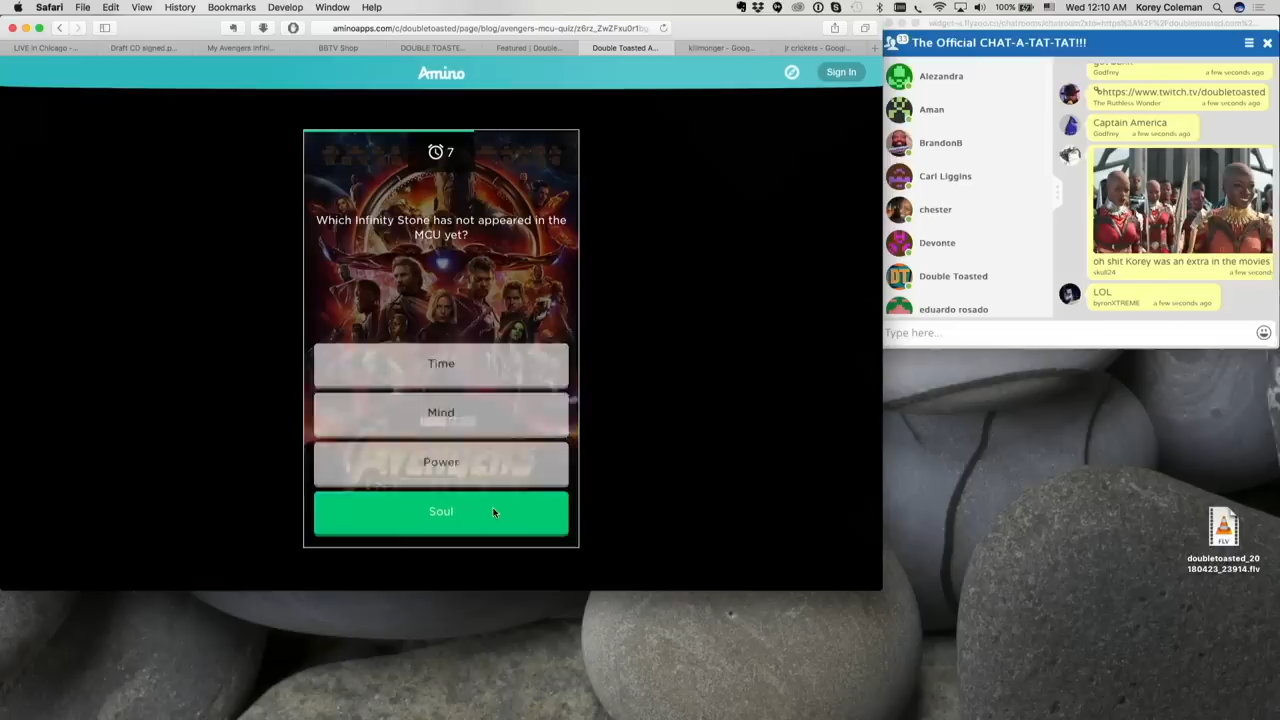 Safari File Edit View History Bookmarks Develop Window Help
100% Wed 12:10 AM Korey Coleman
aminoapps.com/c/doubletoasted/page/blog/avengers-mcu-quiz/z6rz_ZwZFxu0r1bg
LIVE in Chicago - ... Draft CD signed.p... My Avengers Infini... BBTV Shop DOUBLE TOASTE... Featured | Double... Double Toasted A... killmonger - Goog... jr crickets - Googl...
Amino
Sign In
7
Which Infinity Stone has not appeared in the
MCU yet?
Time
Mind
Power
Soul
33
The Official CHAT-A-TAT-TAT!!!
Alezandra
Aman
BrandonB
Carl Liggins
chester
Devonte
Double Toasted
eduardo rosado
Godfrey a few seconds ago
https://www.twitch.tv/doubletoasted
The Ruthless Wonder a few seconds ago
Captain America
Godfrey a few seconds ago
oh shit Korey was an extra in the movies
skull24 a few second
LOL
byronXTREME a few seconds ago
Type here...
FLV
doubletoasted_20
180423_23914.flv